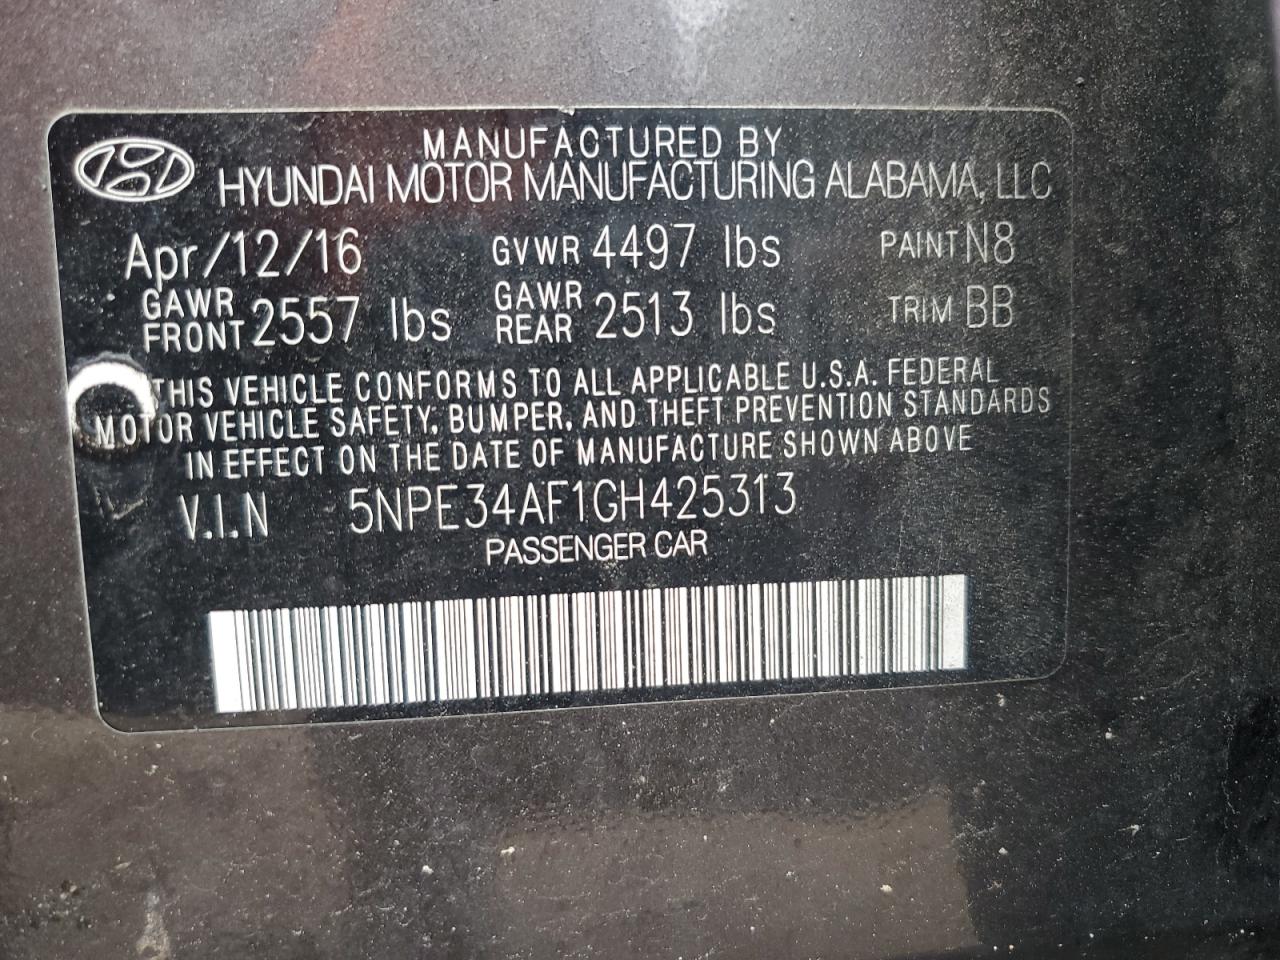 MANUFACTURED BY
HYUNDAI MOTOR MANUFACTURING ALABAMA, LLC
Apr/12/16 GVWR 4497 lbs PAINT N8
GAWR FRONT 2557 lbs GAWR REAR 2513 lbs TRIM BB
THIS VEHICLE CONFORMS TO ALL APPLICABLE U.S.A. FEDERAL
MOTOR VEHICLE SAFETY, BUMPER, AND THEFT PREVENTION STANDARDS
IN EFFECT ON THE DATE OF MANUFACTURE SHOWN ABOVE
V.I.N 5NPE34AF1GH425313
PASSENGER CAR